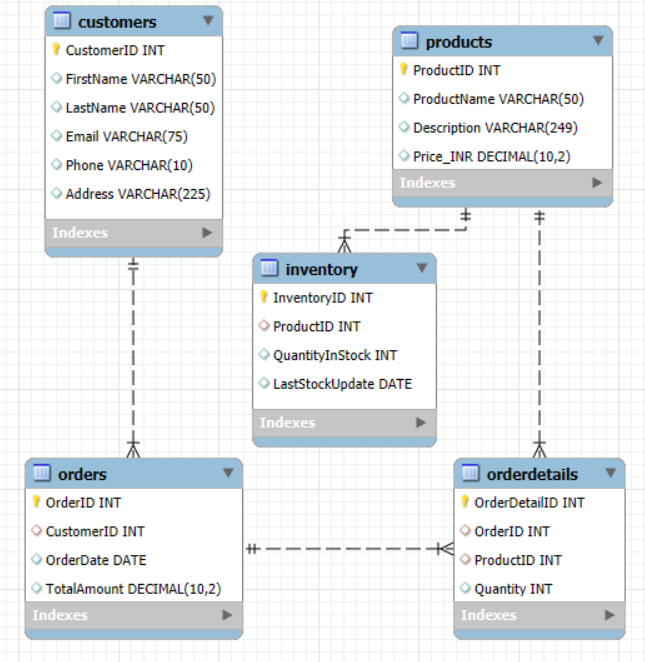 customers
CustomerID INT
FirstName VARCHAR(50)
LastName VARCHAR(50)
Email VARCHAR(75)
Phone VARCHAR(10)
Address VARCHAR(225)
Indexes
products
ProductID INT
ProductName VARCHAR(50)
Description VARCHAR(249)
Price_INR DECIMAL(10,2)
Indexes
inventory
InventoryID INT
ProductID INT
QuantityInStock INT
LastStockUpdate DATE
Indexes
orders
OrderID INT
CustomerID INT
OrderDate DATE
TotalAmount DECIMAL(10,2)
Indexes
orderdetails
OrderDetailID INT
OrderID INT
ProductID INT
Quantity INT
Indexes